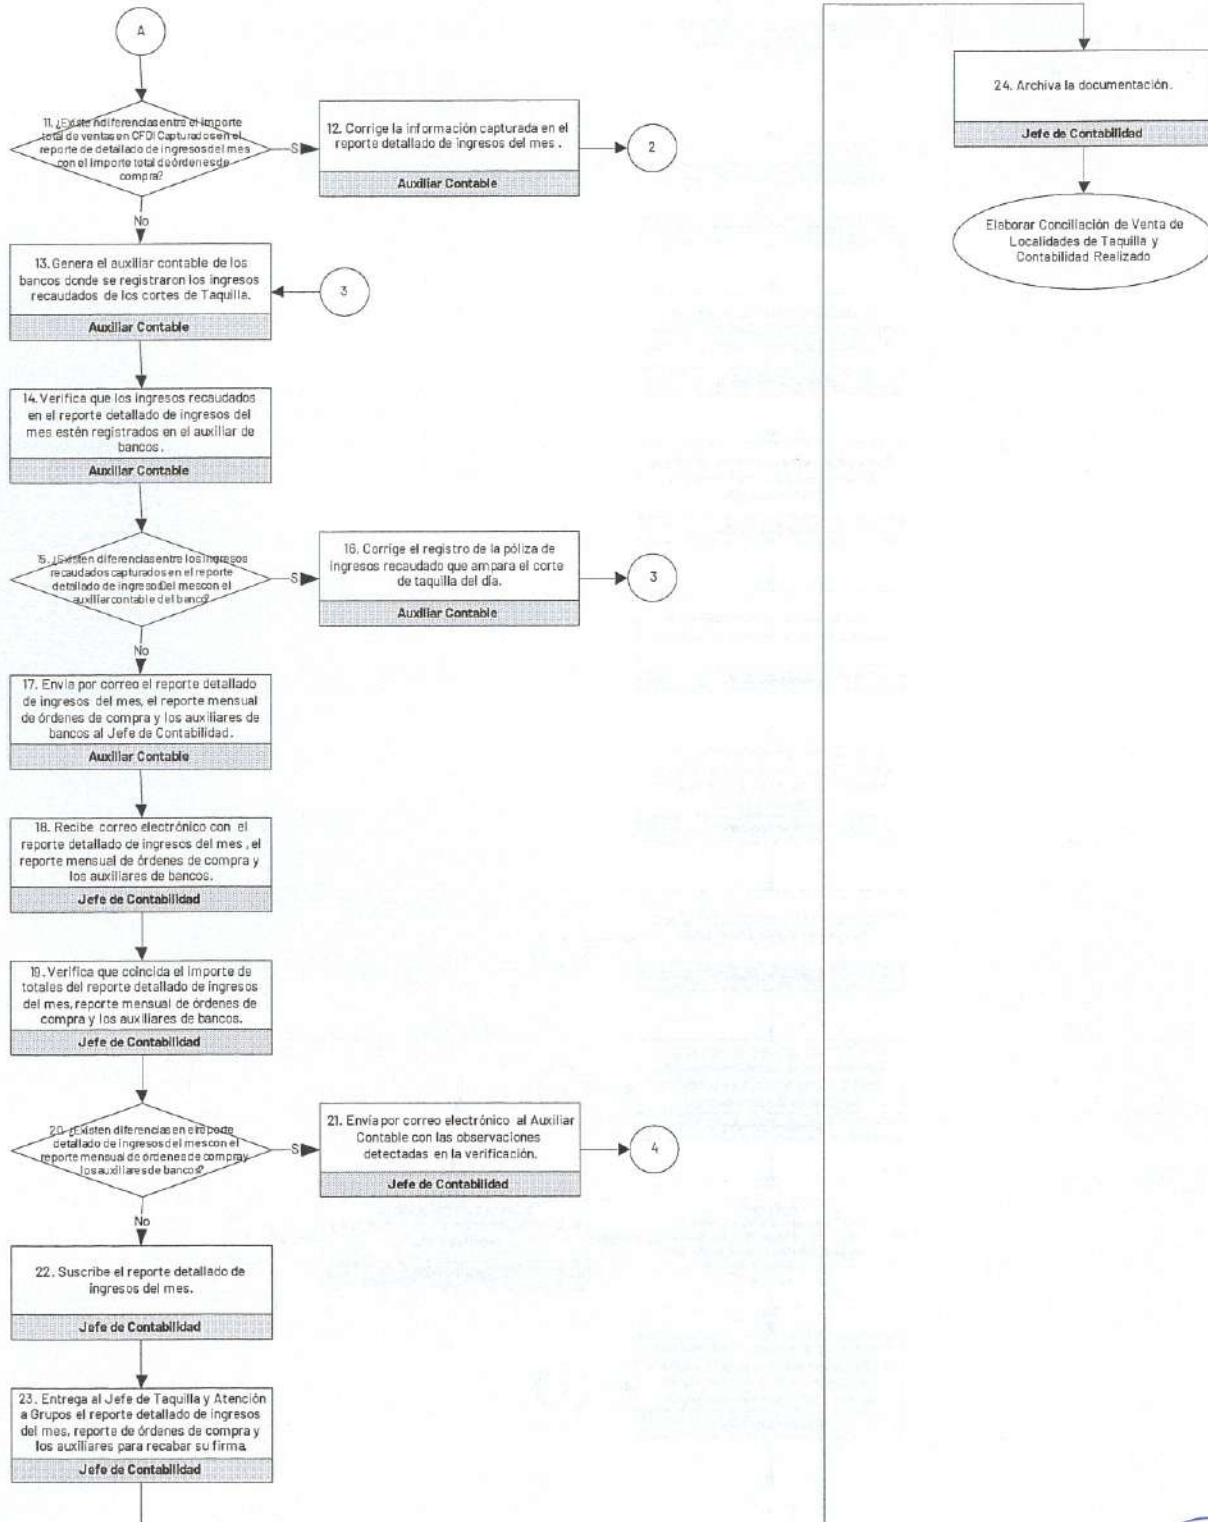 A
11. ¿Existen diferencias entre el importe
total de ventas en CFDI Capturados en el
reporte de detallado de ingresos del mes
con el importe total de órdenes de
compra?
S
12. Corrige la información capturada en el
reporte detallado de ingresos del mes.
Auxiliar Contable
2
No
13. Genera el auxiliar contable de los
bancos donde se registraron los ingresos
recaudados de los cortes de Taquilla.
Auxiliar Contable
3
14. Verifica que los ingresos recaudados
en el reporte detallado de ingresos del
mes estén registrados en el auxiliar de
bancos.
Auxiliar Contable
15. ¿Existen diferencias entre los ingresos
recaudados capturados en el reporte
detallado de ingresos del mes con el
auxiliar contable del banco?
S
16. Corrige el registro de la póliza de
ingresos recaudado que ampara el corte
de taquilla del día.
Auxiliar Contable
3
No
17. Envía por correo el reporte detallado
de ingresos del mes, el reporte mensual
de órdenes de compra y los auxiliares de
bancos al Jefe de Contabilidad.
Auxiliar Contable
18. Recibe correo electrónico con el
reporte detallado de ingresos del mes, el
reporte mensual de órdenes de compra y
los auxiliares de bancos.
Jefe de Contabilidad
19. Verifica que coincida el importe de
totales del reporte detallado de ingresos
del mes, reporte mensual de órdenes de
compra y los auxiliares de bancos.
Jefe de Contabilidad
20. ¿Existen diferencias en el reporte
detallado de ingresos del mes con el
reporte mensual de órdenes de compra y
los auxiliares de bancos?
S
21. Envía por correo electrónico al Auxiliar
Contable con las observaciones
detectadas en la verificación.
Jefe de Contabilidad
4
No
22. Suscribe el reporte detallado de
ingresos del mes.
Jefe de Contabilidad
23. Entrega al Jefe de Taquilla y Atención
a Grupos el reporte detallado de ingresos
del mes, reporte de órdenes de compra y
los auxiliares para recabar su firma.
Jefe de Contabilidad
24. Archiva la documentación.
Jefe de Contabilidad
Elaborar Conciliación de Venta de
Localidades de Taquilla y
Contabilidad Realizado